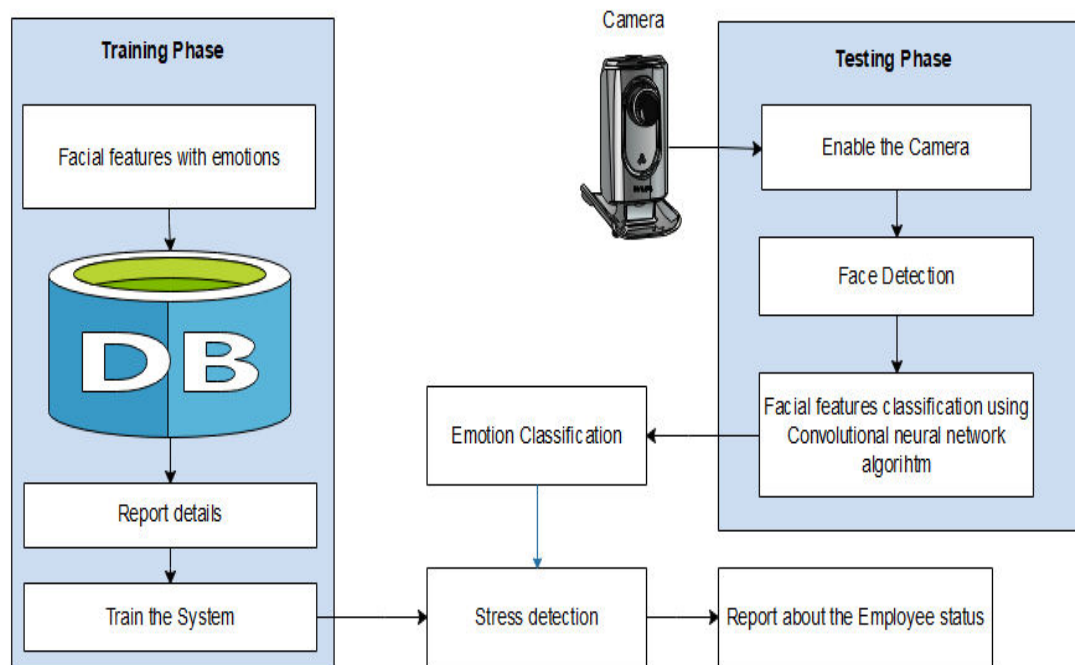 Training Phase
Facial features with emotions
DB
Report details
Train the System
Camera
Testing Phase
Enable the Camera
Face Detection
Facial features classification using
Convolutional neural network
algorihtm
Emotion Classification
Stress detection
Report about the Employee status